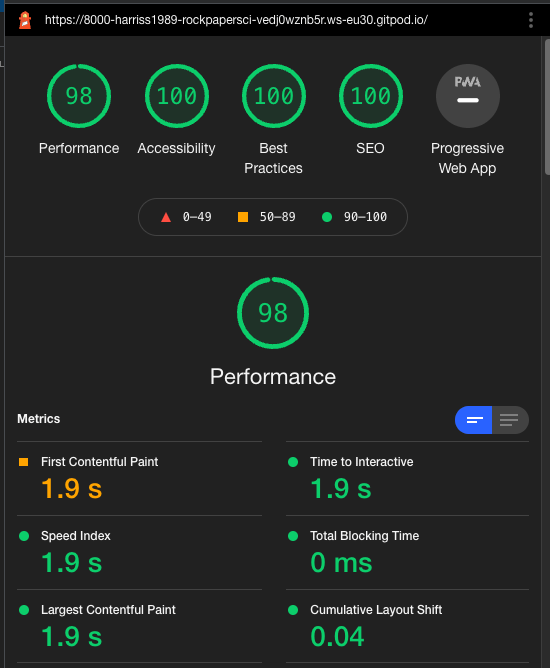 https://8000-harriss1989-rockpapersci-vedj0wznb5r.ws-eu30.gitpod.io/
98
100
100
100
PWA
Performance
Accessibility
Best
Practices
SEO
Progressive
Web App
0–49
50–89
90–100
98
Performance
Metrics
First Contentful Paint
1.9 s
Time to Interactive
1.9 s
Speed Index
1.9 s
Total Blocking Time
0 ms
Largest Contentful Paint
1.9 s
Cumulative Layout Shift
0.04